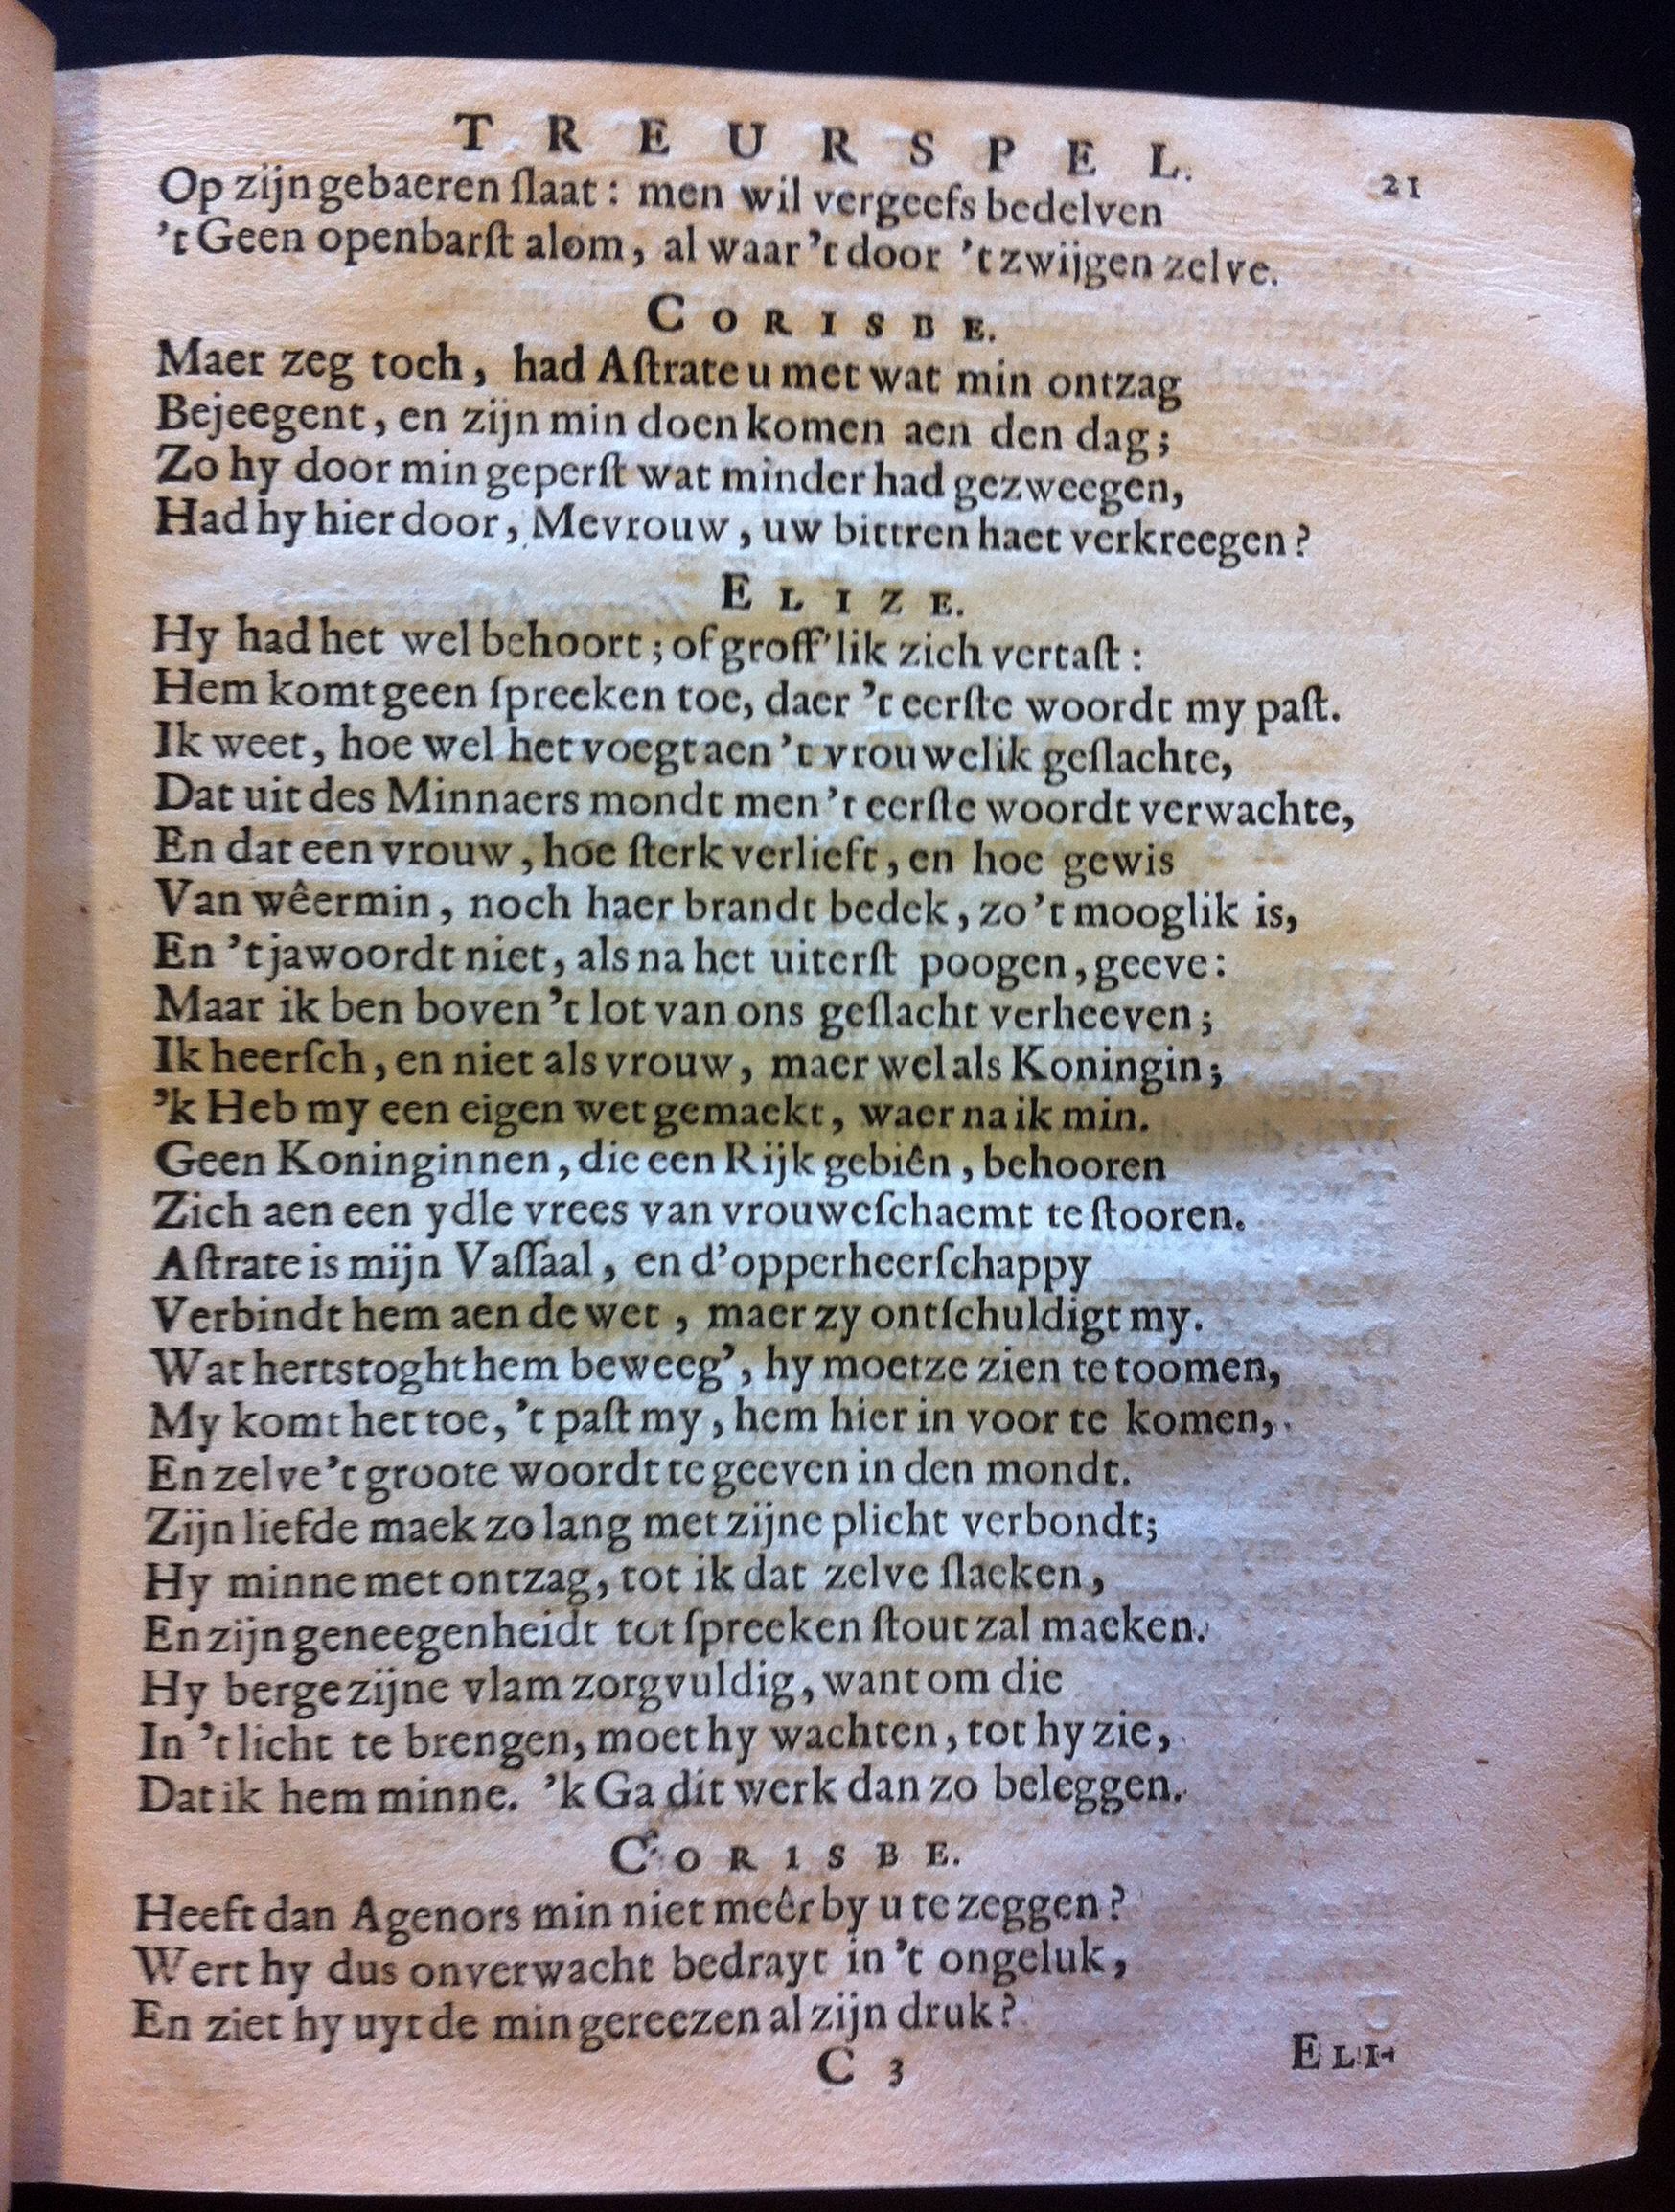 TREURSPEL. 21
Op zijn gebaeren ſlaat: men wil vergeefs bedelven
't Geen openbarſt alom, al waar 't door 't zwijgen zelve.
CORISBE.
Maer zeg toch, had Aſtrate u met wat min ontzag
Bejeegent, en zijn min doen komen aen den dag;
Zo hy door min geperſt wat minder had gezweegen,
Had hy hier door, Mevrouw, uw bittren haet verkreegen?
ELIZE.
Hy had het wel behoort; of groff'lik zich vertaſt:
Hem komt geen ſpreeken toe, daer 't eerſte woordt my paſt.
Ik weet, hoe wel het voegt aen 't vrouwelik geſlachte,
Dat uit des Minnaers mondt men 't eerſte woordt verwachte,
En dat een vrouw, hoe ſterk verlieft, en hoe gewis
Van wêermin, noch haer brandt bedek, zo 't mooglik is,
En 't jawoordt niet, als na het uiterſt poogen, geeve:
Maar ik ben boven 't lot van ons geſlacht verheeven;
Ik heerſch, en niet als vrouw, maer wel als Koningin;
'k Heb my een eigen wet gemaekt, waer na ik min.
Geen Koninginnen, die een Rijk gebiên, behooren
Zich aen een ydle vrees van vrouweſchaemt te ſtooren.
Aſtrate is mijn Vaſſaal, en d'opperheerſchappy
Verbindt hem aen de wet, maer zy ontſchuldigt my.
Wat hertstoght hem beweeg', hy moetze zien te toomen,
My komt het toe, 't paſt my, hem hier in voor te komen,
En zelve 't groote woordt te geeven in den mondt.
Zijn liefde maek zo lang met zijne plicht verbondt;
Hy minne met ontzag, tot ik dat zelve ſlaeken,
En zijn geneegenheidt tot ſpreeken ſtout zal maeken.
Hy berge zijne vlam zorgvuldig, want om die
In 't licht te brengen, moet hy wachten, tot hy zie,
Dat ik hem minne. 'k Ga dit werk dan zo beleggen.
CORISBE.
Heeft dan Agenors min niet meêr by u te zeggen?
Wert hy dus onverwacht bedrayt in 't ongeluk,
En ziet hy uyt de min gereezen al zijn druk?
C 3 ELI-